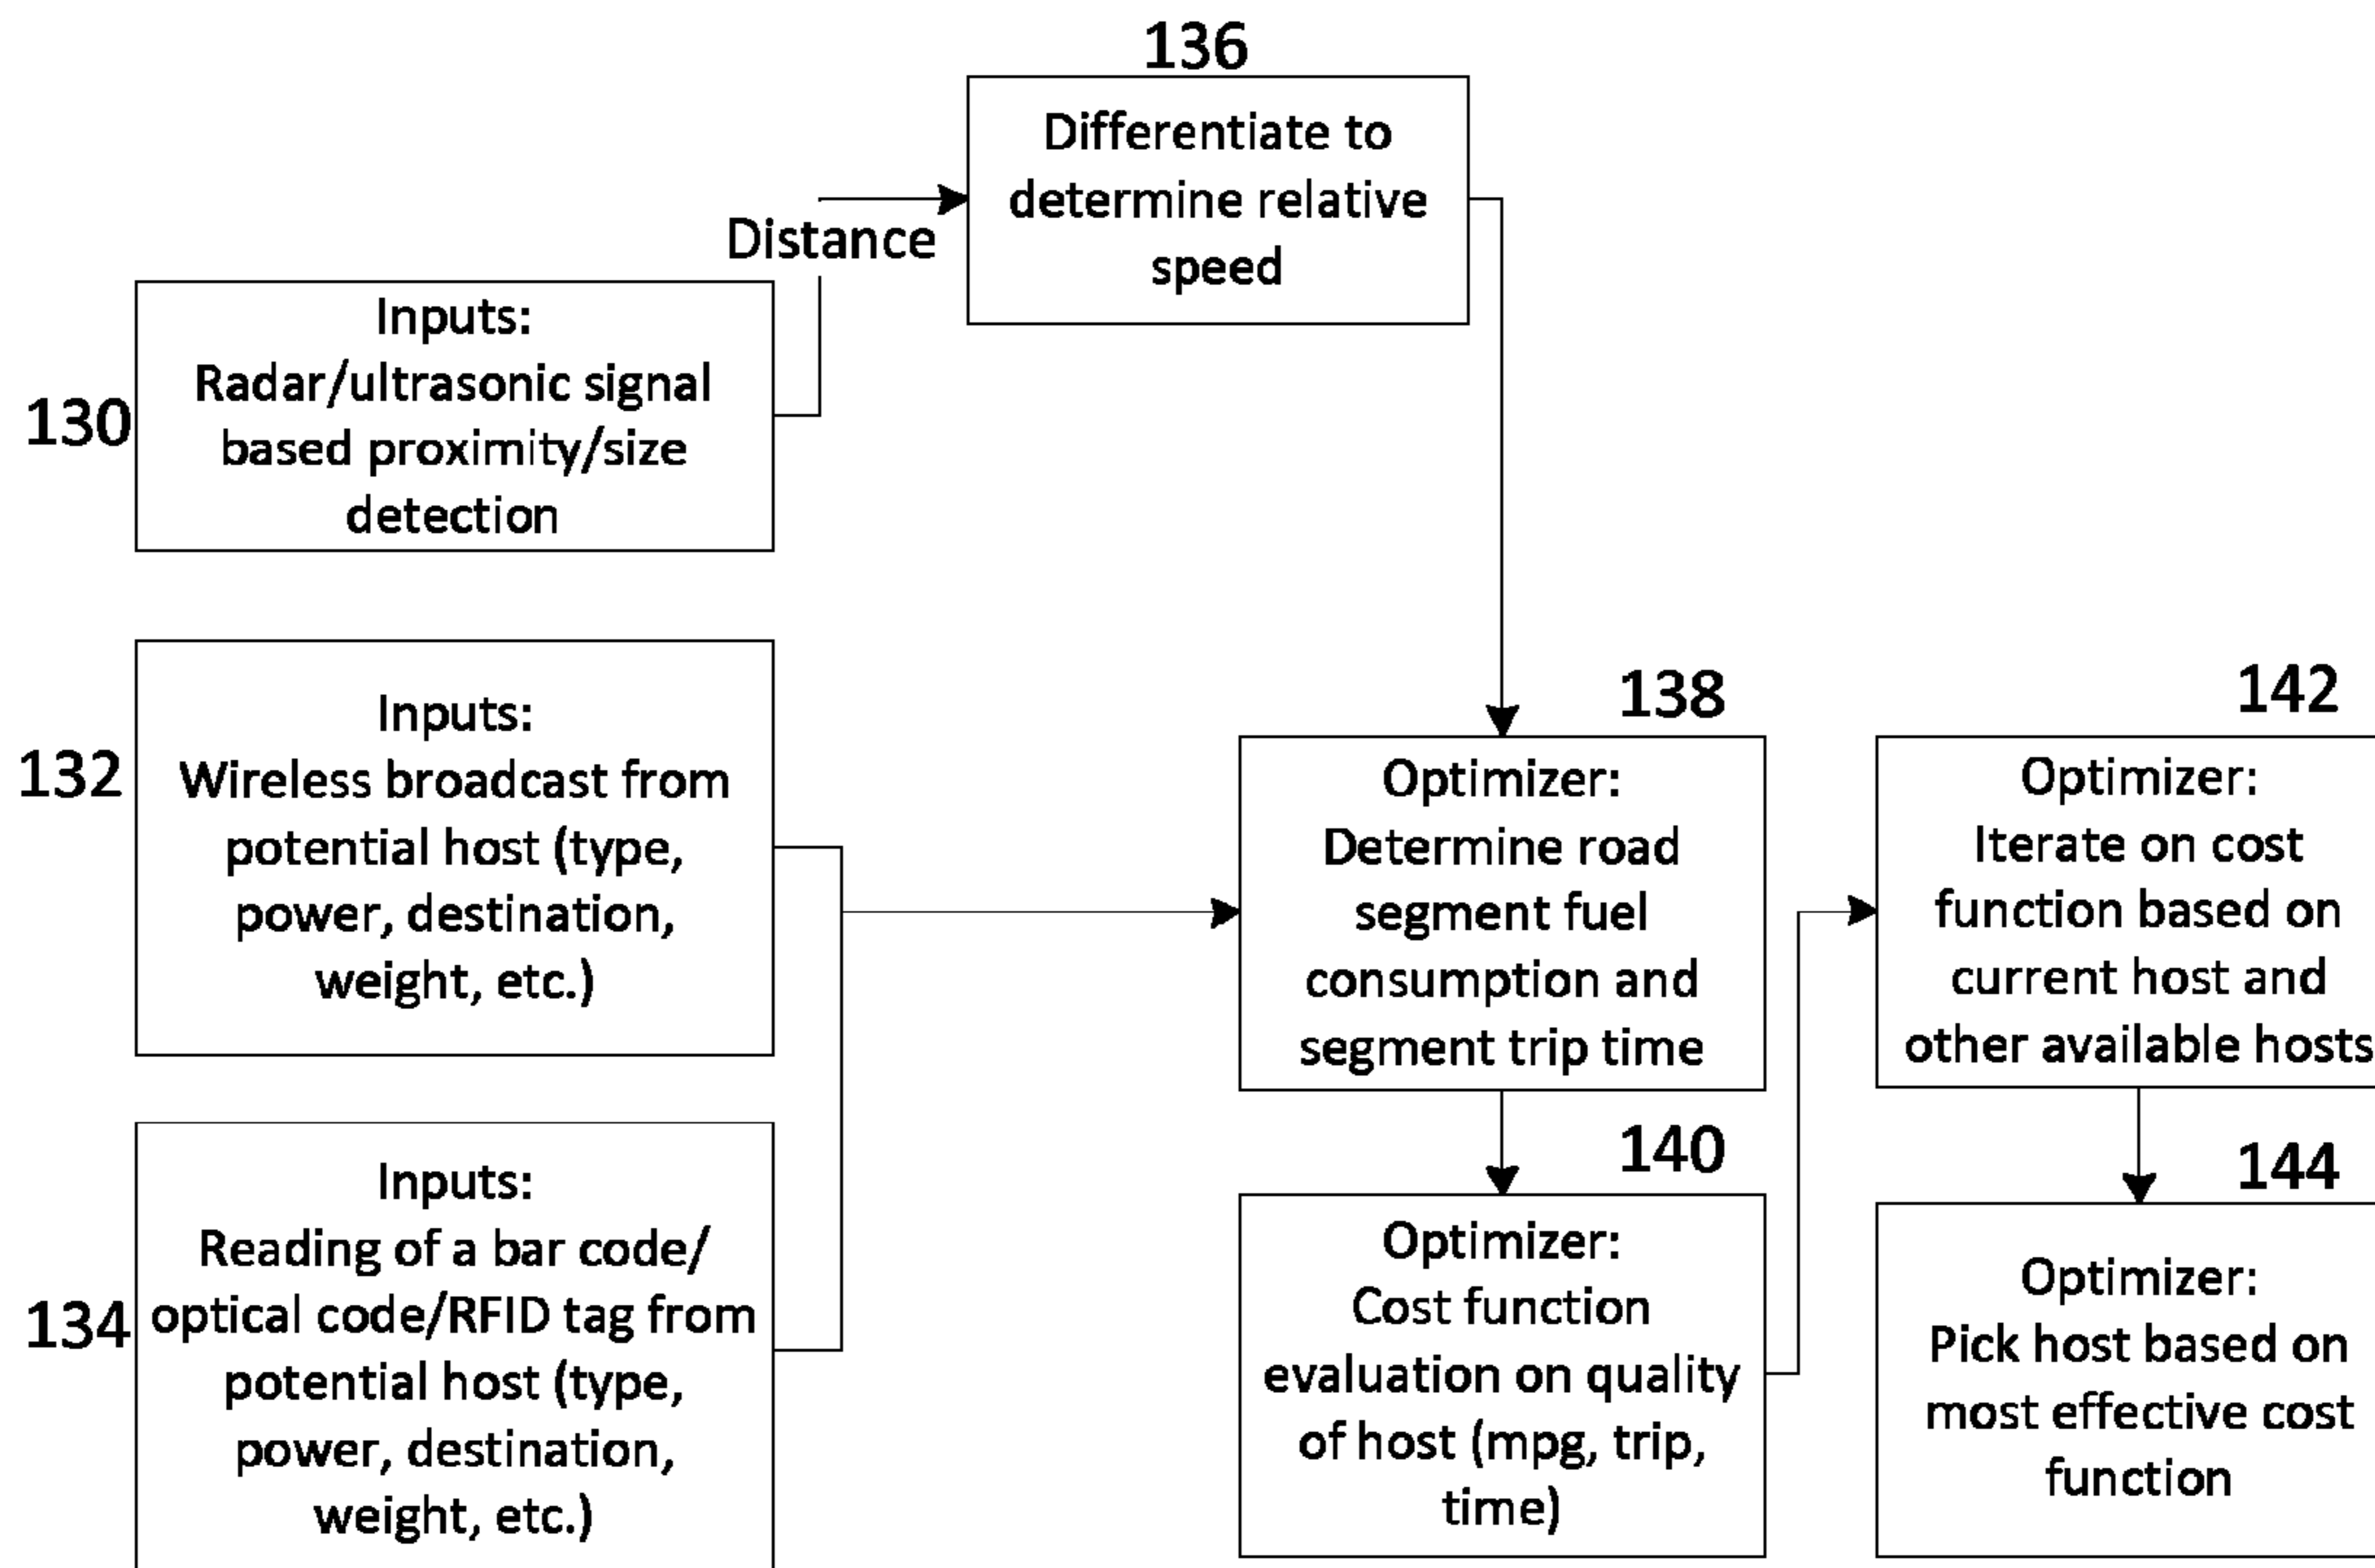 136
Differentiate to
determine relative
speed
Distance
130
Inputs:
Radar/ultrasonic signal
based proximity/size
detection
132
Inputs:
Wireless broadcast from
potential host (type,
power, destination,
weight, etc.)
134
Inputs:
Reading of a bar code/
optical code/RFID tag from
potential host (type,
power, destination,
weight, etc.)
138
Optimizer:
Determine road
segment fuel
consumption and
segment trip time
140
Optimizer:
Cost function
evaluation on quality
of host (mpg, trip,
time)
142
Optimizer:
Iterate on cost
function based on
current host and
other available hosts
144
Optimizer:
Pick host based on
most effective cost
function